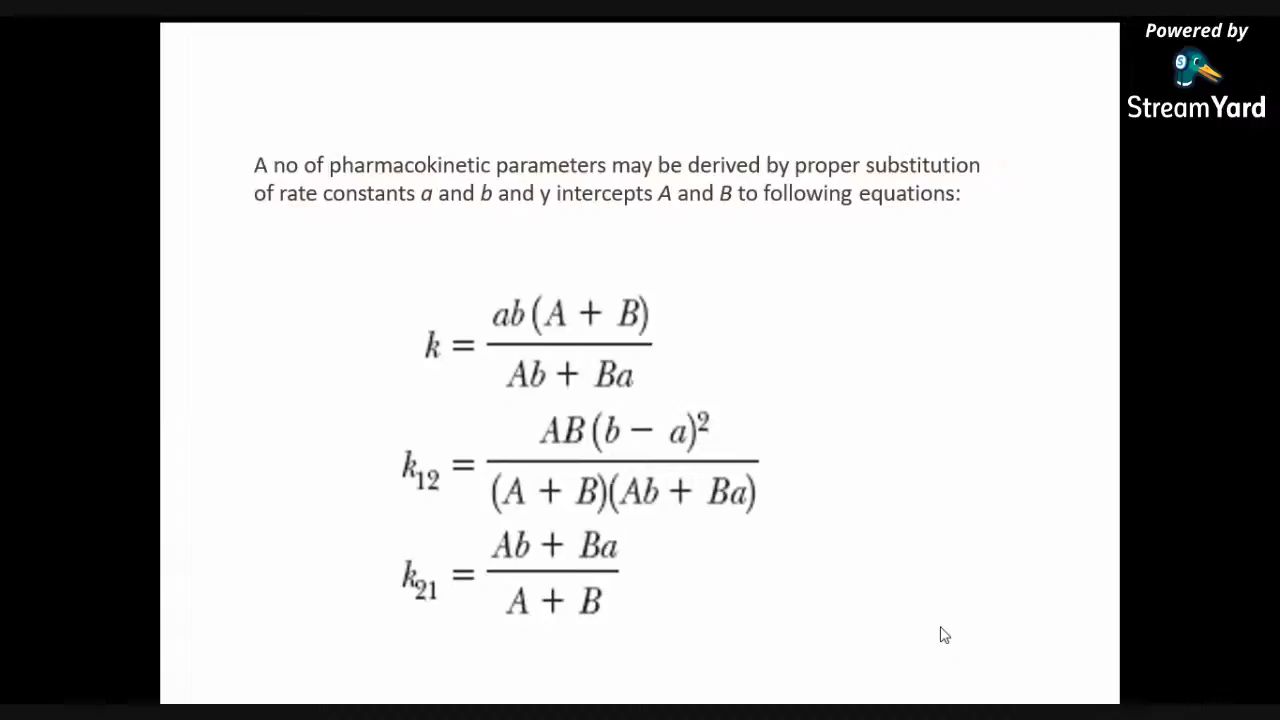 Powered by
StreamYard
A no of pharmacokinetic parameters may be derived by proper substitution
of rate constants a and b and y intercepts A and B to following equations:
k = ab(A + B) / Ab + Ba
k₁₂ = AB(b − a)² / (A + B)(Ab + Ba)
k₂₁ = Ab + Ba / A + B